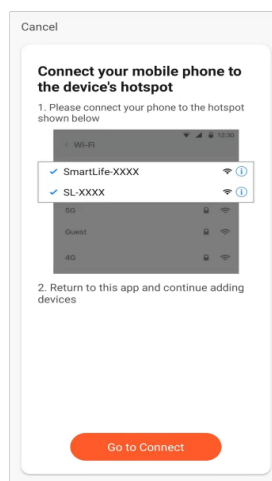 Cancel
Connect your mobile phone to
the device's hotspot
1. Please connect your phone to the hotspot
shown below
12:30
Wi-Fi
SmartLife-XXXX
SL-XXXX
5G
Guest
4G
2. Return to this app and continue adding
devices
Go to Connect